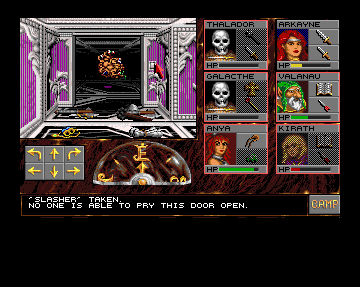 THALADOR
ARKAYNE
HP
HP
GALACTHE
VALANAU
HP
HP
ANYA
KIRATH
HP
HP
E
"SLASHER" TAKEN.
NO ONE IS ABLE TO PRY THIS DOOR OPEN.
CAMP